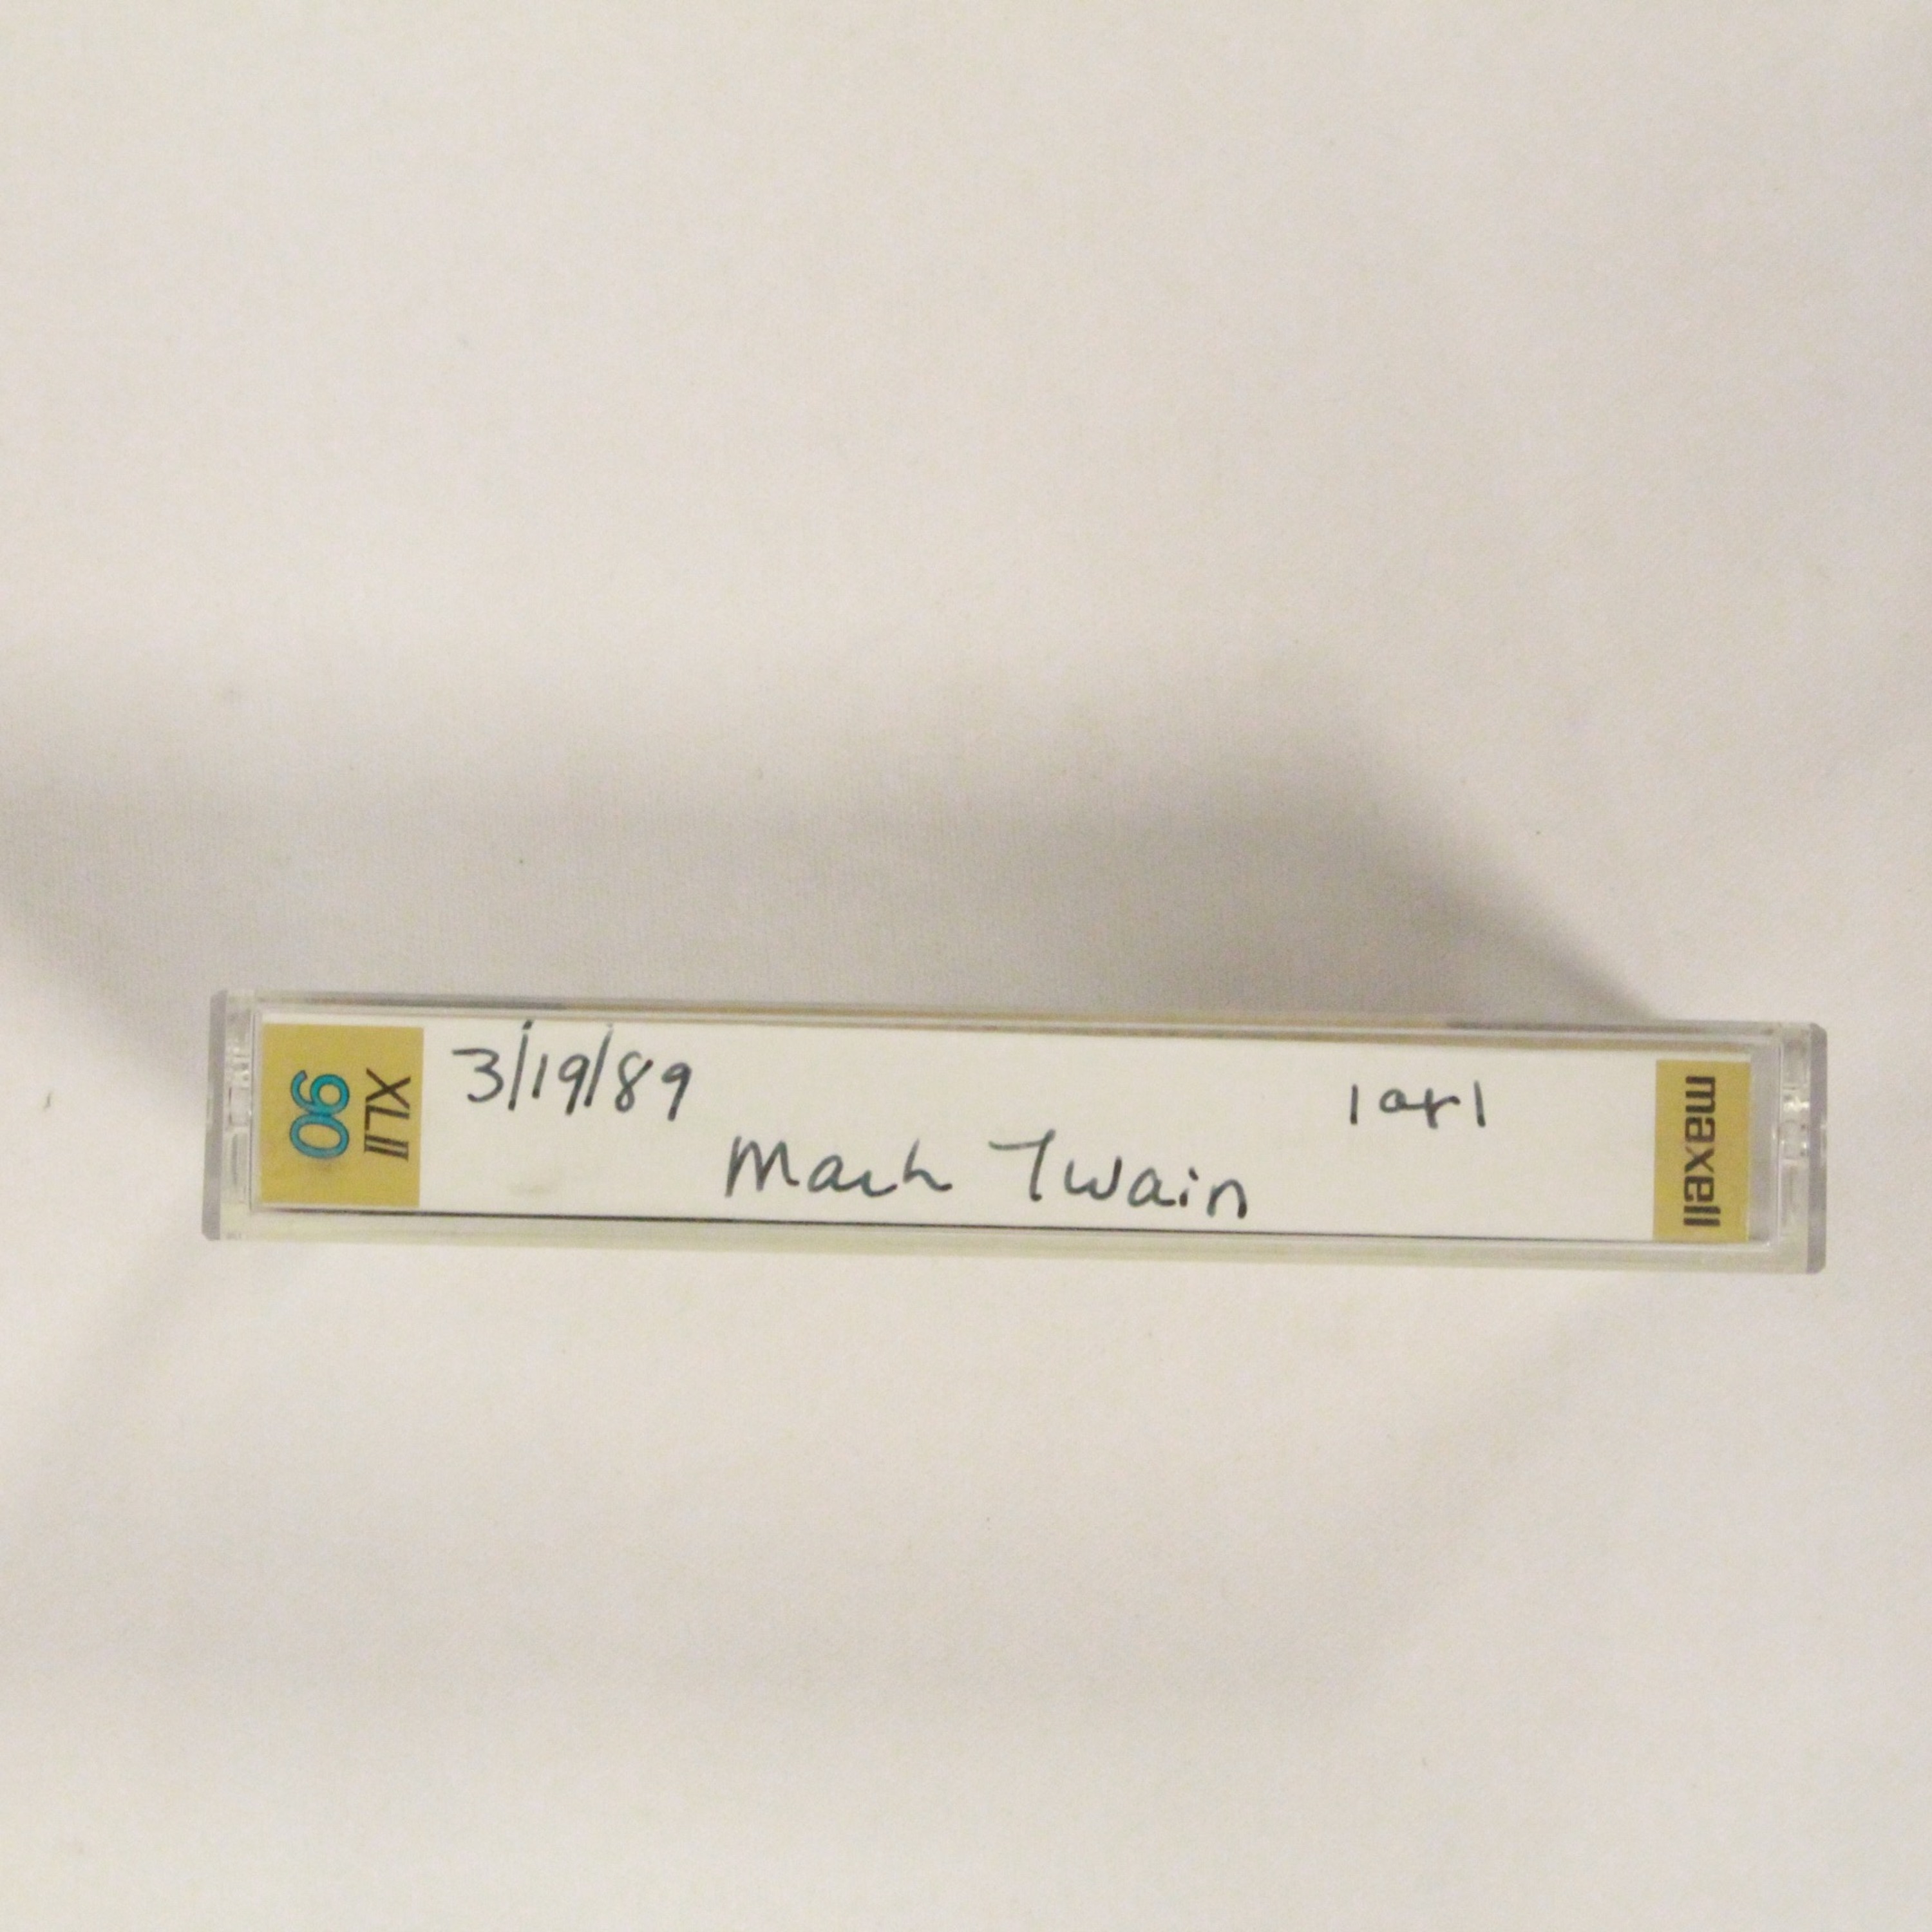 XLII
90
3/19/89
1 of 1
Mark Twain
maxell